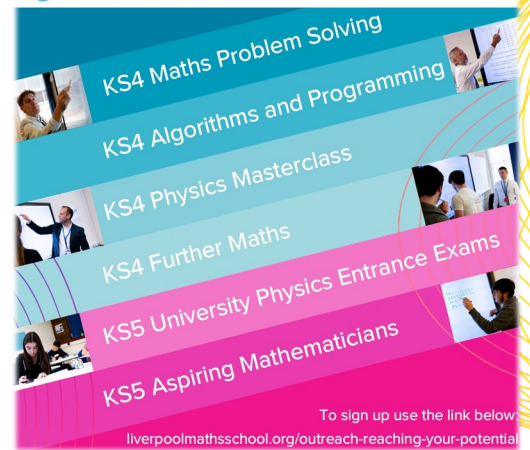 KS4 Maths Problem Solving
KS4 Algorithms and Programming
KS4 Physics Masterclass
KS4 Further Maths
KS5 University Physics Entrance Exams
KS5 Aspiring Mathematicians
To sign up use the link below:
liverpoolmathsschool.org/outreach-reaching-your-potential